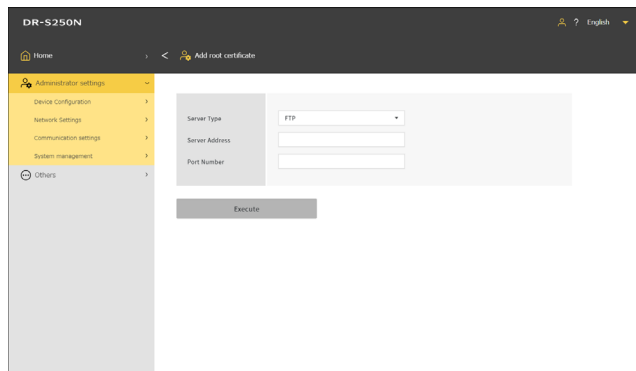 DR-S250N
? English
Home
Add root certificate
Administrator settings
Device Configuration
Network Settings
Communication settings
System management
Others
Server Type
FTP
Server Address
Port Number
Execute